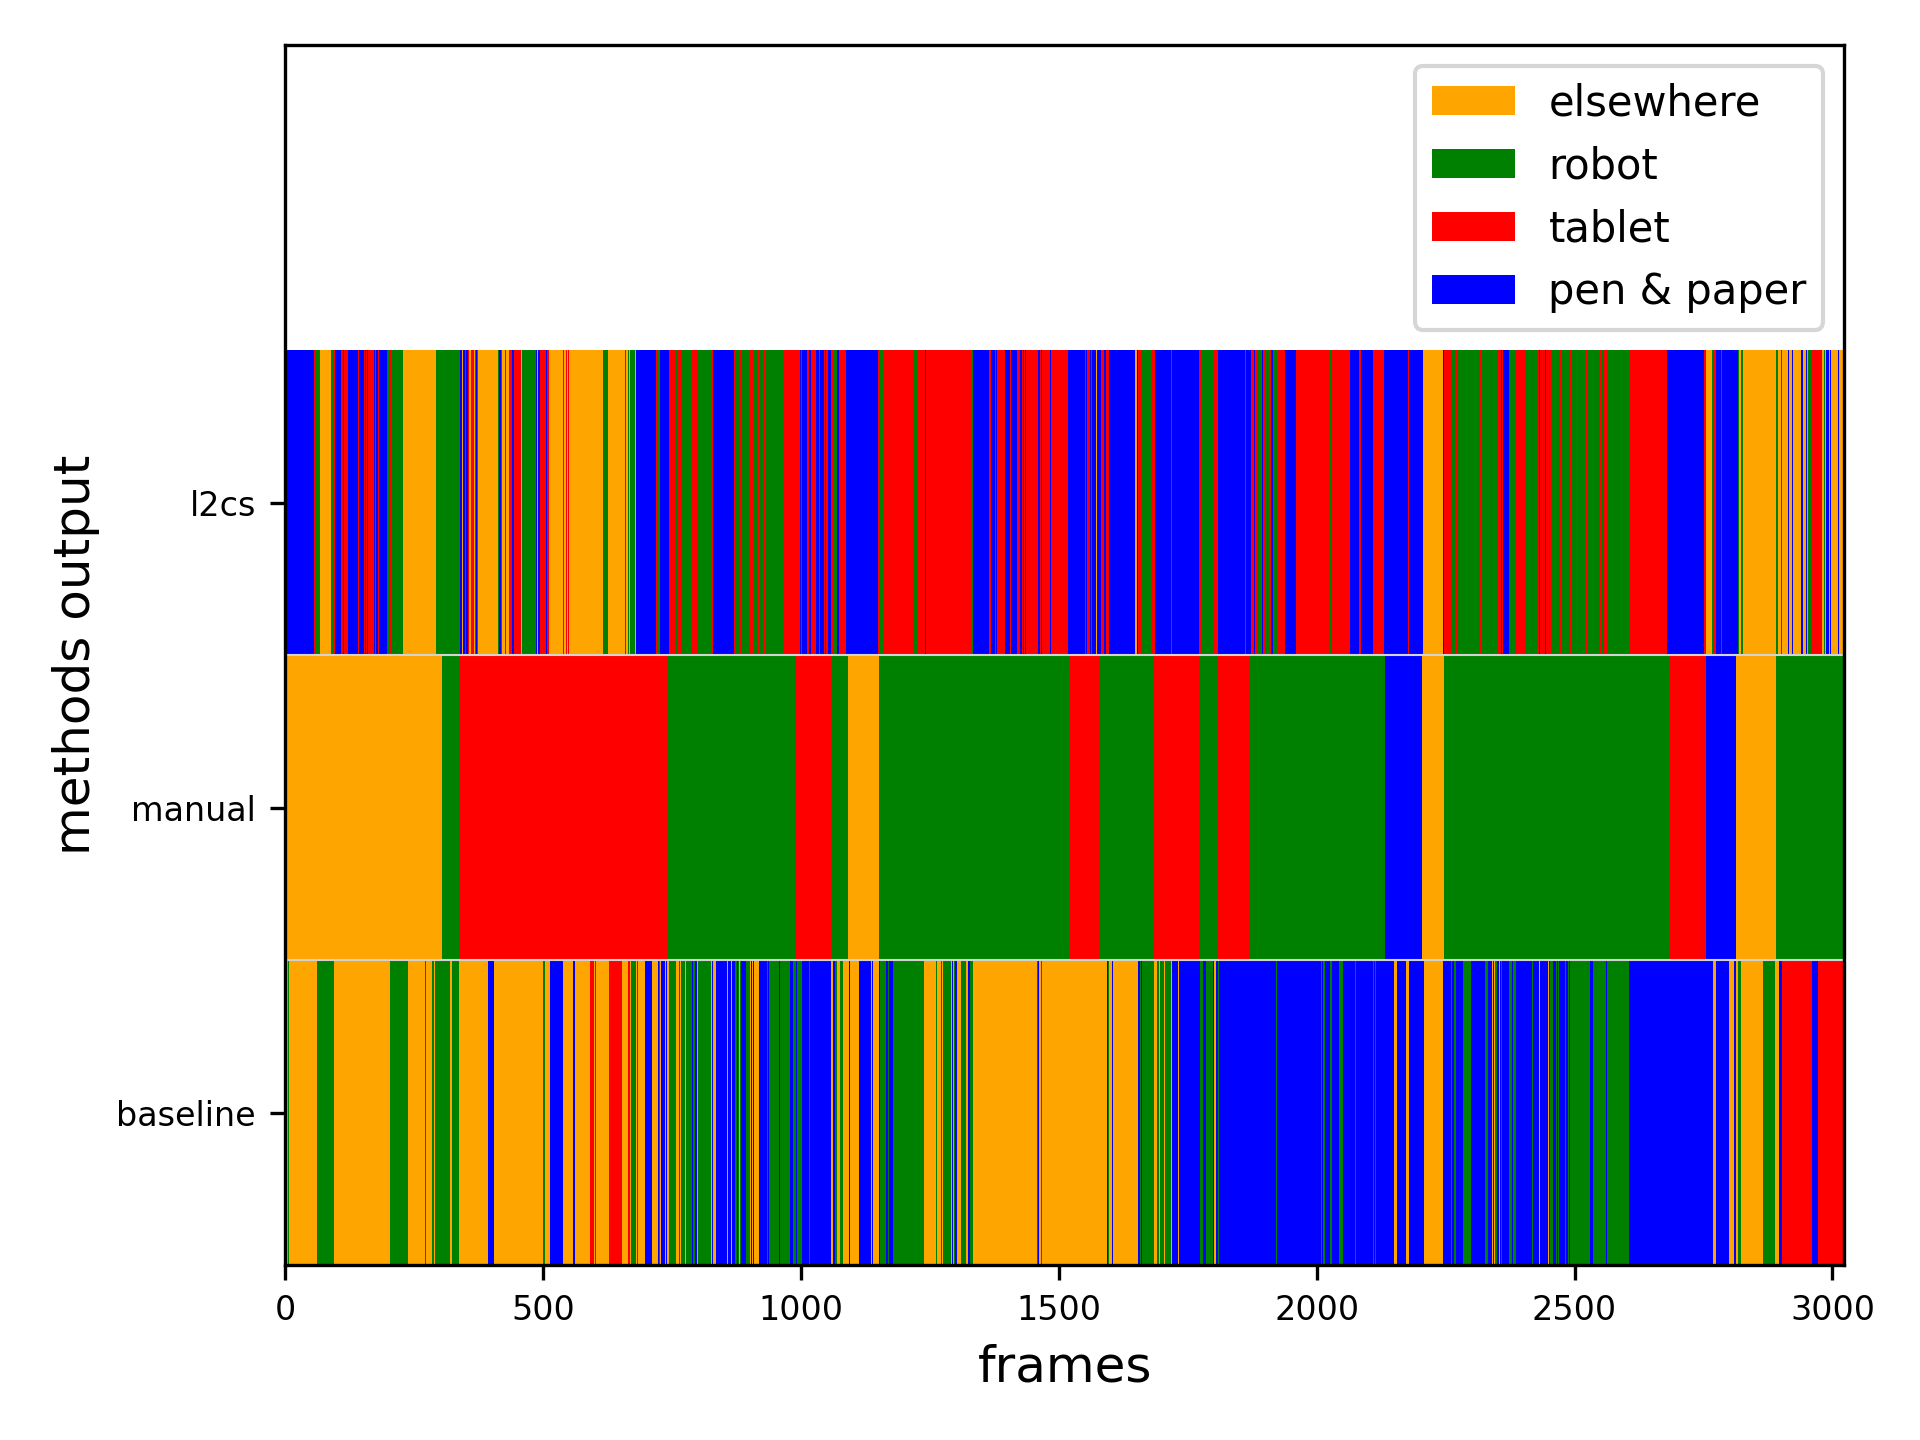 elsewhere
robot
tablet
pen & paper
methods output
l2cs
manual
baseline
0 500 1000 1500 2000 2500 3000
frames